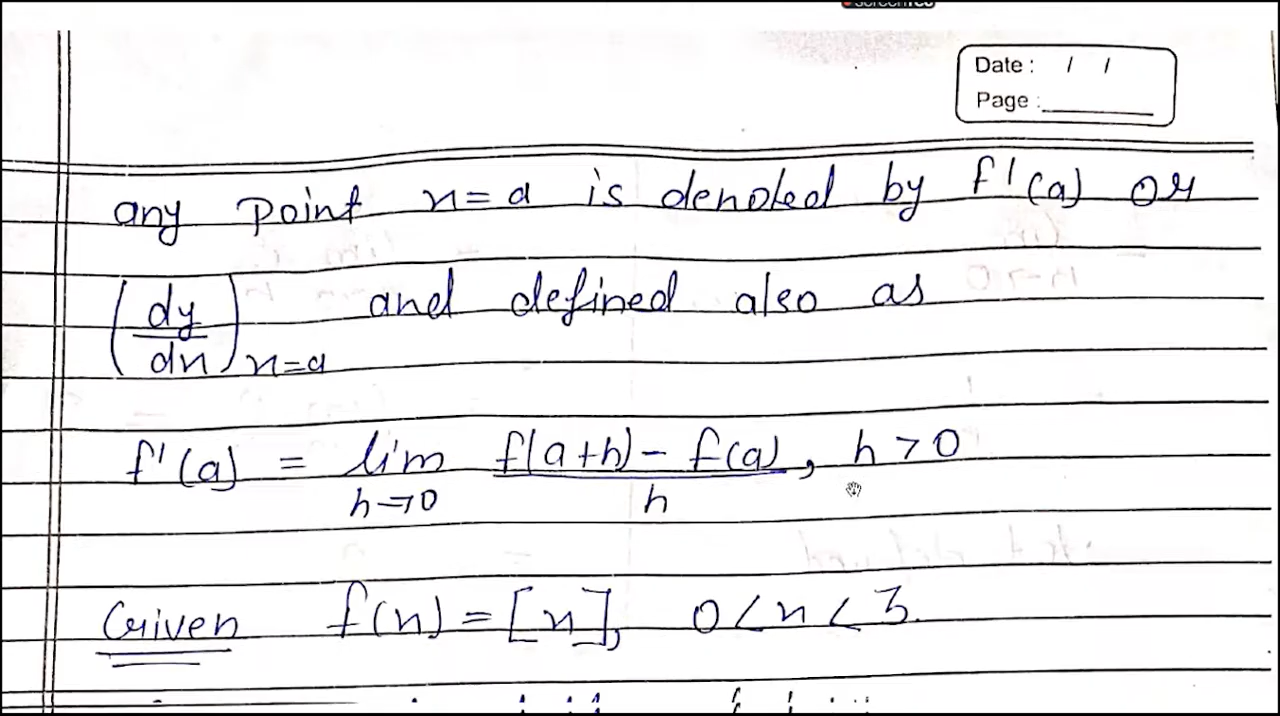 Date : / /
Page :
any point x=a is denoted by f'(a) or
(dy/dx)x=a and defined also as
f'(a) = lim h→0 f(a+h) - f(a) / h, h>0
Given f(x) = [x], 0<x<3.